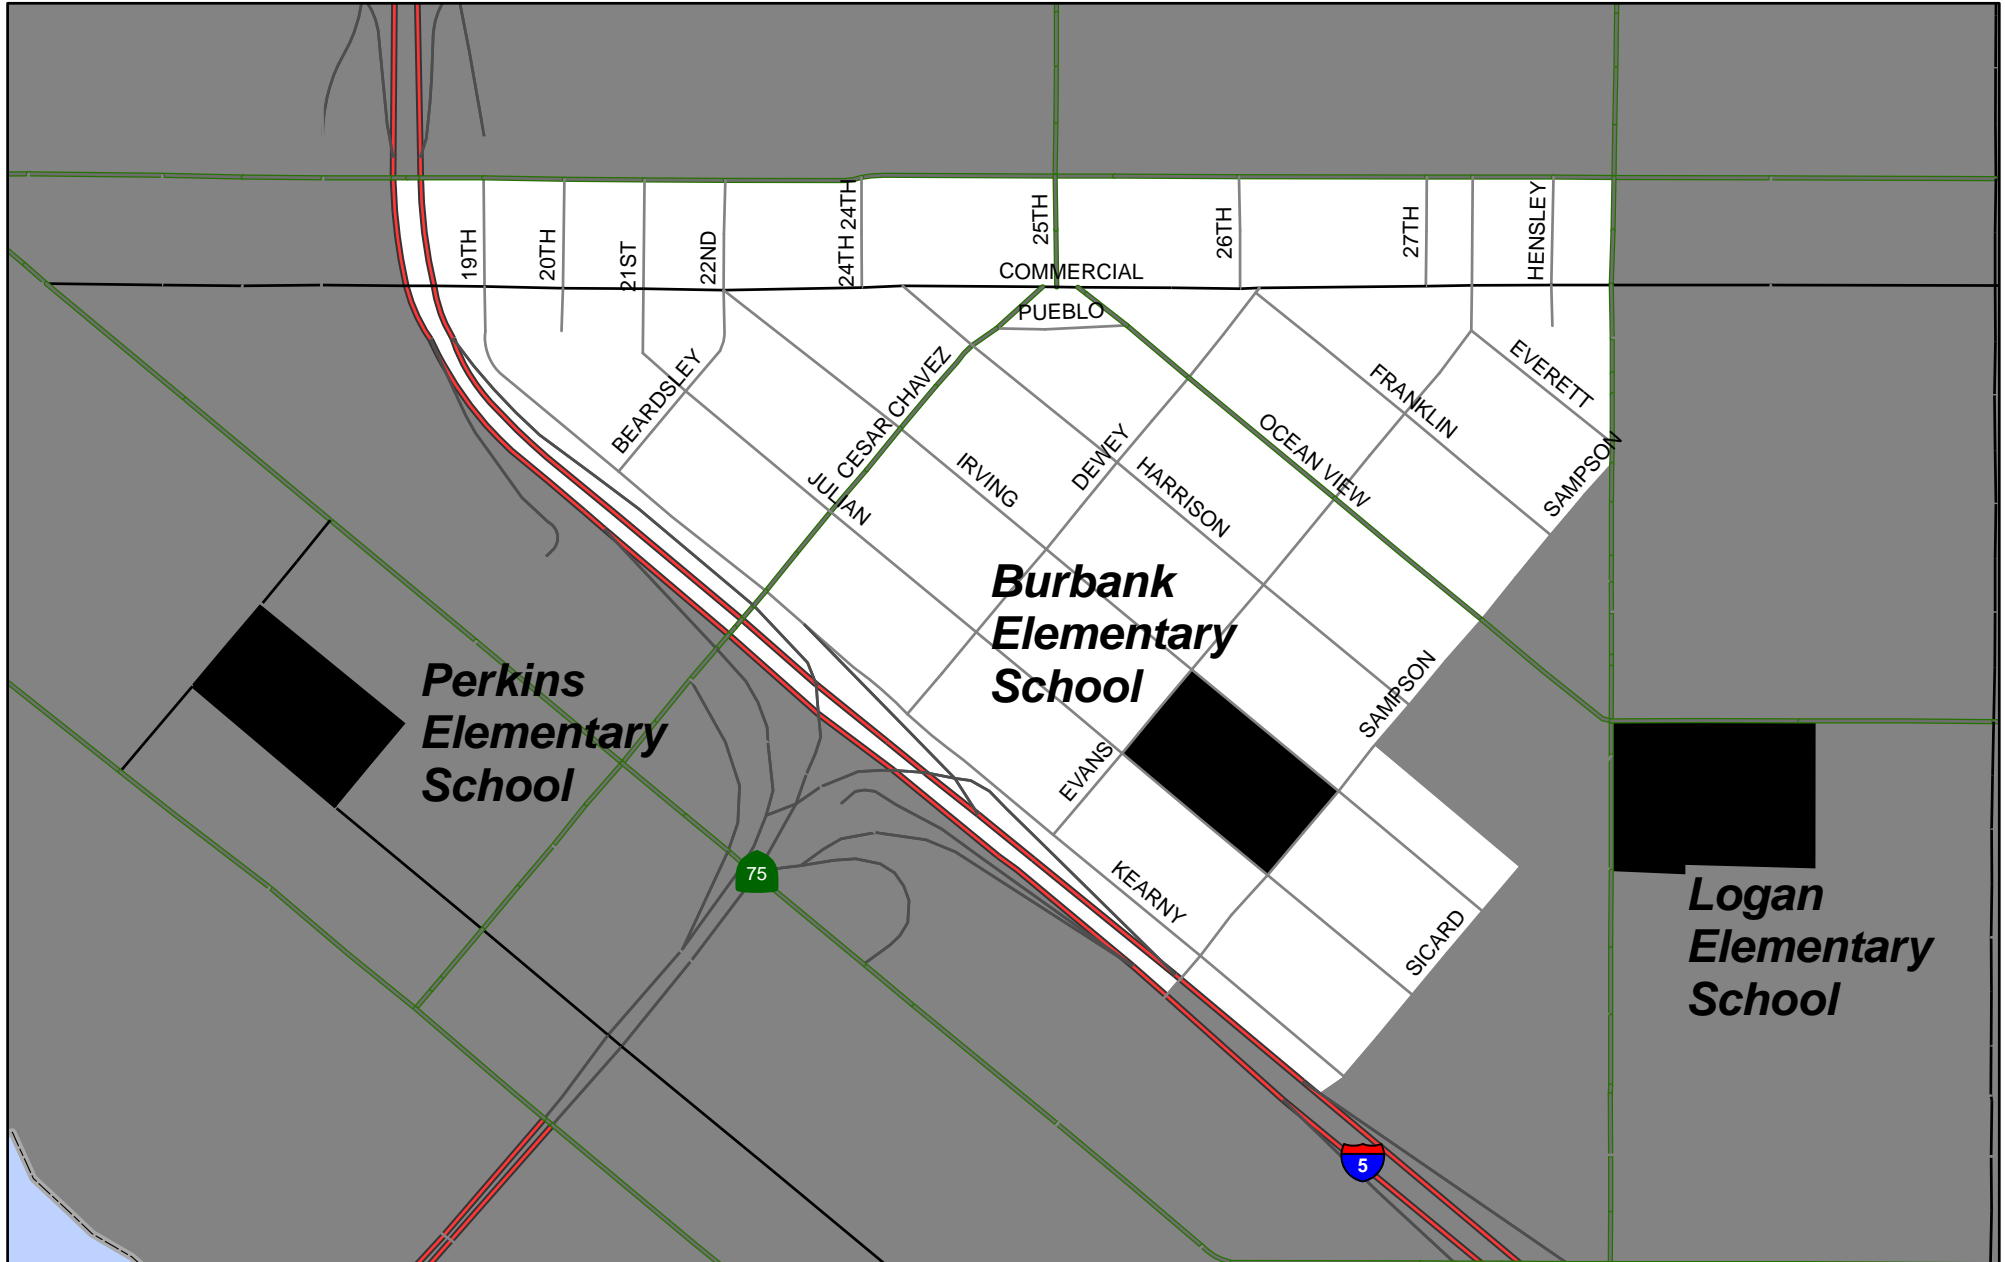 19TH
20TH
21ST
22ND
24TH
24TH
25TH
26TH
27TH
HENSLEY
COMMERCIAL
PUEBLO
BEARDSLEY
CESAR CHAVEZ
JULIAN
IRVING
DEWEY
HARRISON
OCEAN VIEW
FRANKLIN
EVERETT
SAMPSON
Burbank
Elementary
School
Perkins
Elementary
School
SAMPSON
EVANS
KEARNY
SICARD
75
Logan
Elementary
School
5